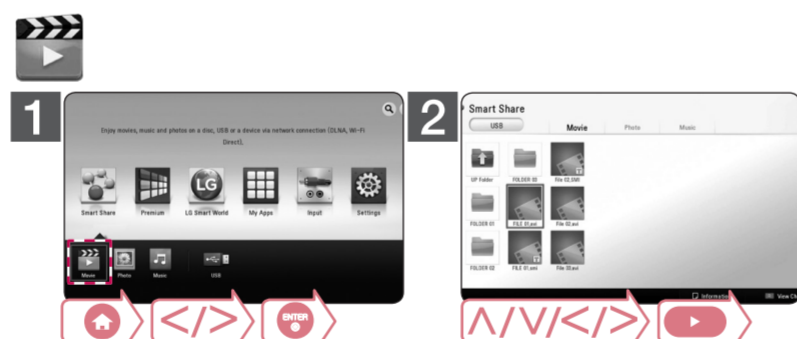 1
Enjoy movies, music and photos on a disc, USB or a device via network connection (DLNA, Wi-Fi
Direct).
LG
Smart Share Premium LG Smart World My Apps Input Settings
Movie Photo Music USB
</>
ENTER
2
Smart Share
USB Movie Photo Music
UP Folder FOLDER 03 File 02.SMI
FOLDER 01 FILE 01.avi File 02.avi
FOLDER 02 FILE 01.smi File 03.avi
Information View Ch
Λ/V/</>